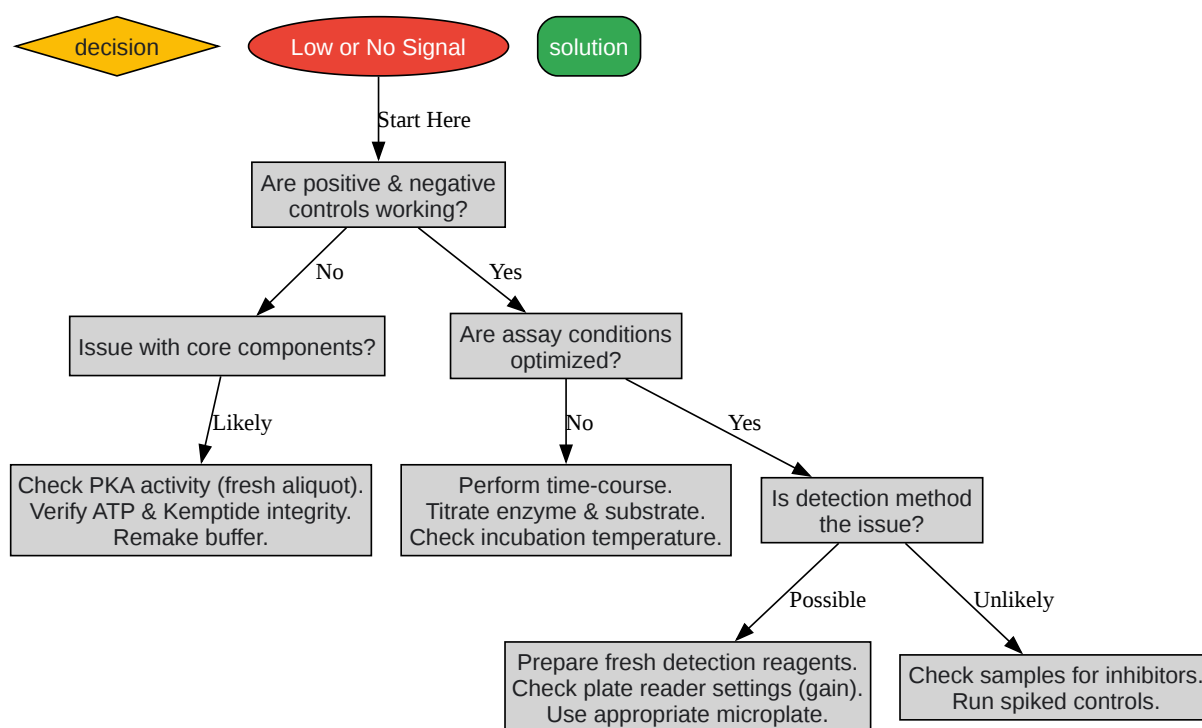 decision
Low or No Signal
solution
Start Here
Are positive & negative
controls working?
No
Yes
Issue with core components?
Are assay conditions
optimized?
Likely
No
Yes
Check PKA activity (fresh aliquot).
Verify ATP & Kemptide integrity.
Remake buffer.
Perform time-course.
Titrate enzyme & substrate.
Check incubation temperature.
Is detection method
the issue?
Possible
Unlikely
Prepare fresh detection reagents.
Check plate reader settings (gain).
Use appropriate microplate.
Check samples for inhibitors.
Run spiked controls.